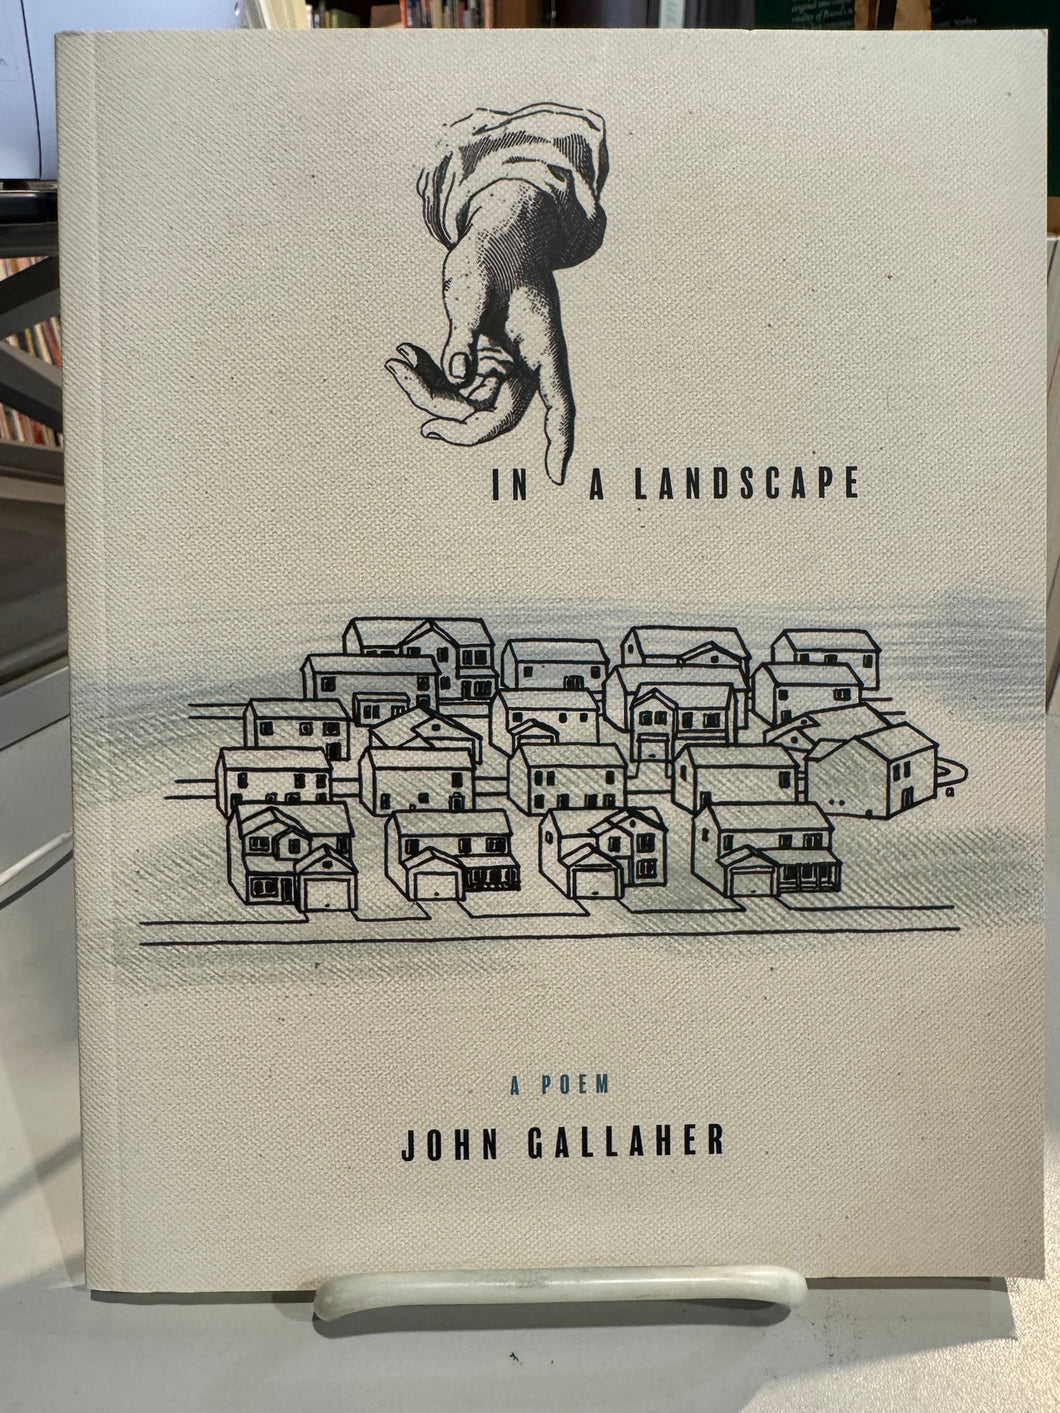 IN A LANDSCAPE
A POEM
JOHN GALLAHER